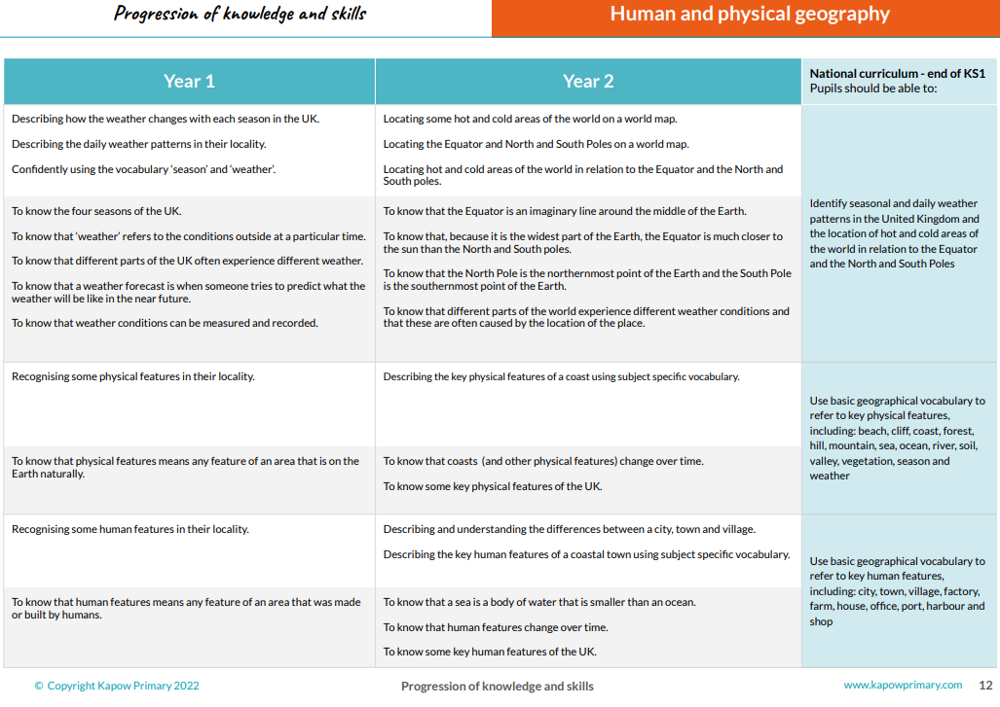 Progression of knowledge and skills
Human and physical geography
Year 1
Year 2
National curriculum - end of KS1
Pupils should be able to:
Describing how the weather changes with each season in the UK.
Describing the daily weather patterns in their locality.
Confidently using the vocabulary ‘season’ and ‘weather’.
Locating some hot and cold areas of the world on a world map.
Locating the Equator and North and South Poles on a world map.
Locating hot and cold areas of the world in relation to the Equator and the North and
South poles.
To know the four seasons of the UK.
To know that ‘weather’ refers to the conditions outside at a particular time.
To know that different parts of the UK often experience different weather.
To know that a weather forecast is when someone tries to predict what the
weather will be like in the near future.
To know that weather conditions can be measured and recorded.
To know that the Equator is an imaginary line around the middle of the Earth.
To know that, because it is the widest part of the Earth, the Equator is much closer to
the sun than the North and South poles.
To know that the North Pole is the northernmost point of the Earth and the South Pole
is the southernmost point of the Earth.
To know that different parts of the world experience different weather conditions and
that these are often caused by the location of the place.
Identify seasonal and daily weather
patterns in the United Kingdom and
the location of hot and cold areas of
the world in relation to the Equator
and the North and South Poles
Recognising some physical features in their locality.
Describing the key physical features of a coast using subject specific vocabulary.
To know that physical features means any feature of an area that is on the
Earth naturally.
To know that coasts (and other physical features) change over time.
To know some key physical features of the UK.
Use basic geographical vocabulary to
refer to key physical features,
including: beach, cliff, coast, forest,
hill, mountain, sea, ocean, river, soil,
valley, vegetation, season and
weather
Recognising some human features in their locality.
Describing and understanding the differences between a city, town and village.
Describing the key human features of a coastal town using subject specific vocabulary.
To know that human features means any feature of an area that was made
or built by humans.
To know that a sea is a body of water that is smaller than an ocean.
To know that human features change over time.
To know some key human features of the UK.
Use basic geographical vocabulary to
refer to key human features,
including: city, town, village, factory,
farm, house, office, port, harbour and
shop
© Copyright Kapow Primary 2022
Progression of knowledge and skills
www.kapowprimary.com
12